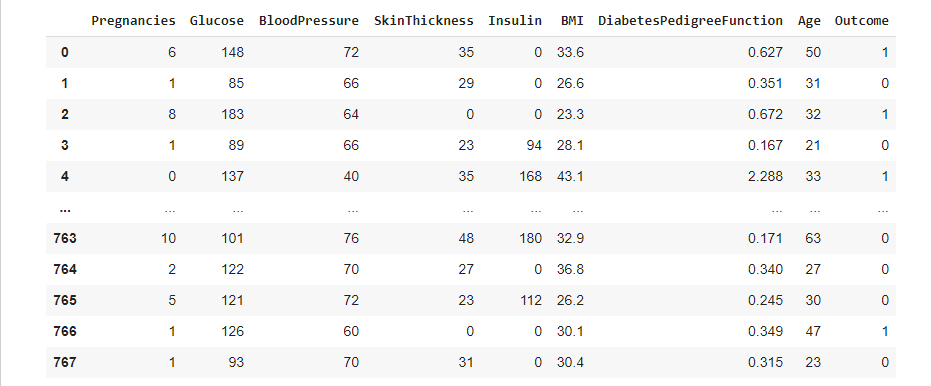 Pregnancies Glucose BloodPressure SkinThickness Insulin BMI DiabetesPedigreeFunction Age Outcome
0 6 148 72 35 0 33.6 0.627 50 1
1 1 85 66 29 0 26.6 0.351 31 0
2 8 183 64 0 0 23.3 0.672 32 1
3 1 89 66 23 94 28.1 0.167 21 0
4 0 137 40 35 168 43.1 2.288 33 1
... ... ... ... ... ... ... ... ... ...
763 10 101 76 48 180 32.9 0.171 63 0
764 2 122 70 27 0 36.8 0.340 27 0
765 5 121 72 23 112 26.2 0.245 30 0
766 1 126 60 0 0 30.1 0.349 47 1
767 1 93 70 31 0 30.4 0.315 23 0